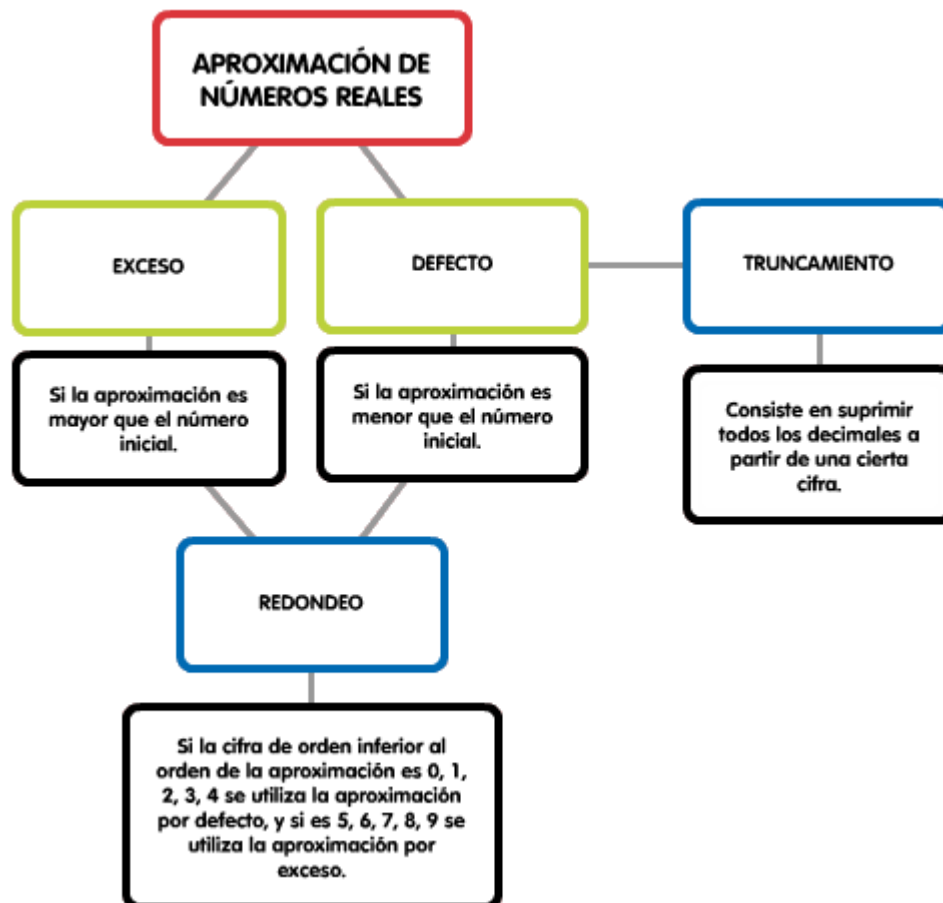 APROXIMACIÓN DE
NÚMEROS REALES
EXCESO
DEFECTO
TRUNCAMIENTO
Si la aproximación es
mayor que el número
inicial.
Si la aproximación es
menor que el número
inicial.
Consiste en suprimir
todos los decimales a
partir de una cierta
cifra.
REDONDEO
Si la cifra de orden inferior al
orden de la aproximación es 0, 1,
2, 3, 4 se utiliza la aproximación
por defecto, y si es 5, 6, 7, 8, 9 se
utiliza la aproximación por
exceso.